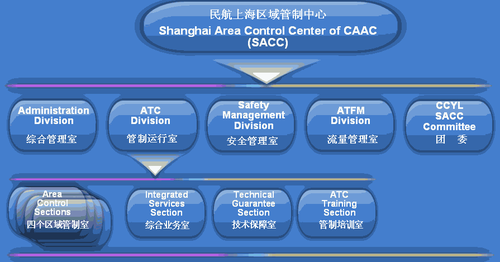 民航上海区域管制中心
Shanghai Area Control Center of CAAC
(SACC)
Administration
Division
综合管理室
ATC
Division
管制运行室
Safety
Management
Division
安全管理室
ATFM
Division
流量管理室
CCYL
SACC
Committee
团 委
Area
Control
Sections
四个区域管制室
Integrated
Services
Section
综合业务室
Technical
Guarantee
Section
技术保障室
ATC
Training
Section
管制培训室